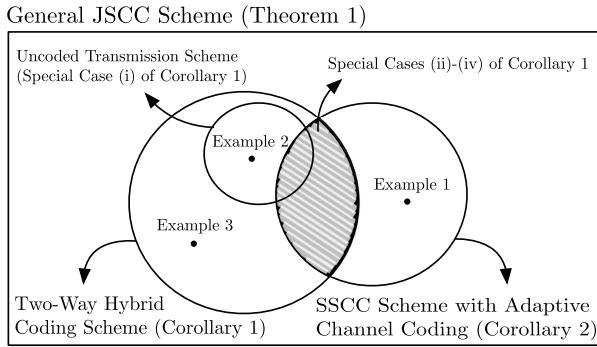 General JSCC Scheme (Theorem 1)
Uncoded Transmission Scheme
(Special Case (i) of Corollary 1)
Special Cases (ii)-(iv) of Corollary 1
Example 2
Example 1
Example 3
Two-Way Hybrid
Coding Scheme (Corollary 1)
SSCC Scheme with Adaptive
Channel Coding (Corollary 2)